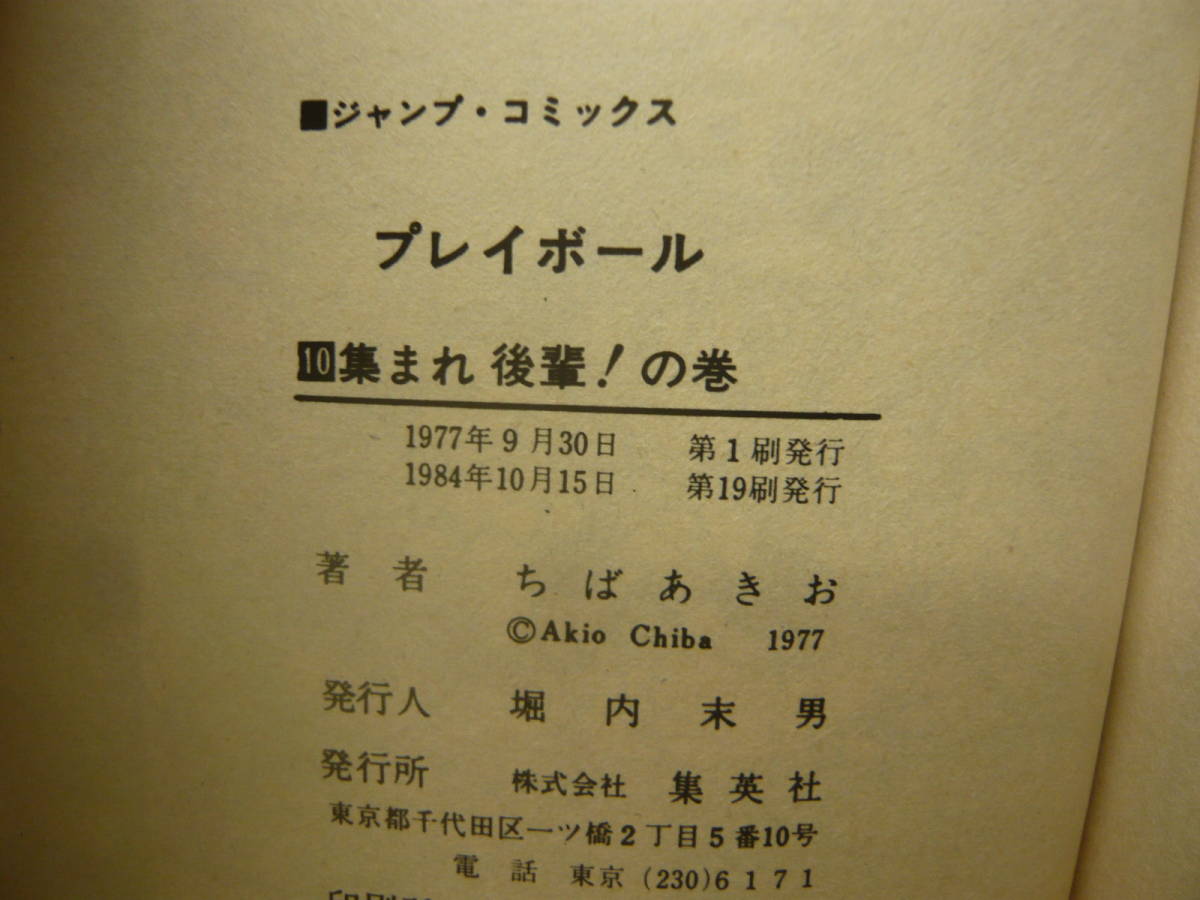 ■ジャンプ・コミックス
プレイボール
10集まれ 後輩!の巻
1977年9月30日 第1刷発行
1984年10月15日 第19刷発行
著者 ちばあきお
©Akio Chiba 1977
発行人 堀内末男
発行所 株式会社 集英社
東京都千代田区一ツ橋2丁目5番10号
電話 東京 (230)6171